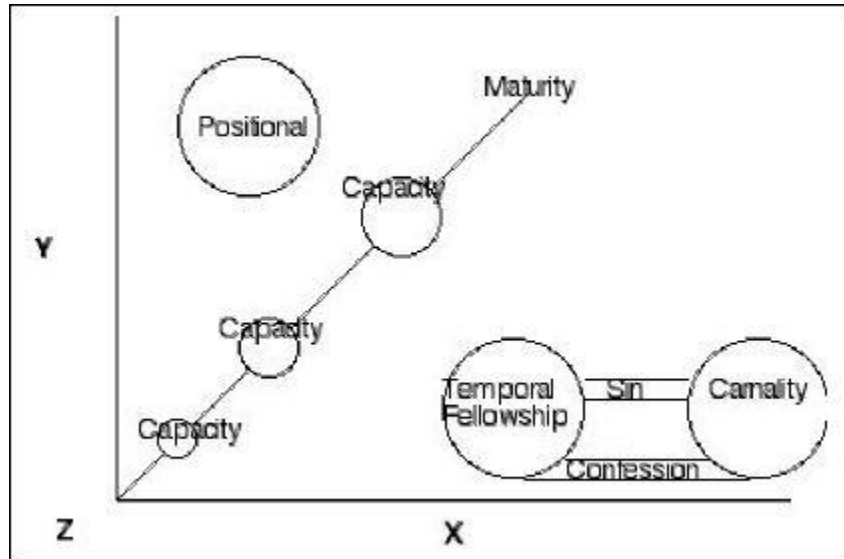 Maturity
Positional
Capacity
Y
Capacity
Temporal
Fellowship
Sin
Carnality
Capacity
Confession
Z
X